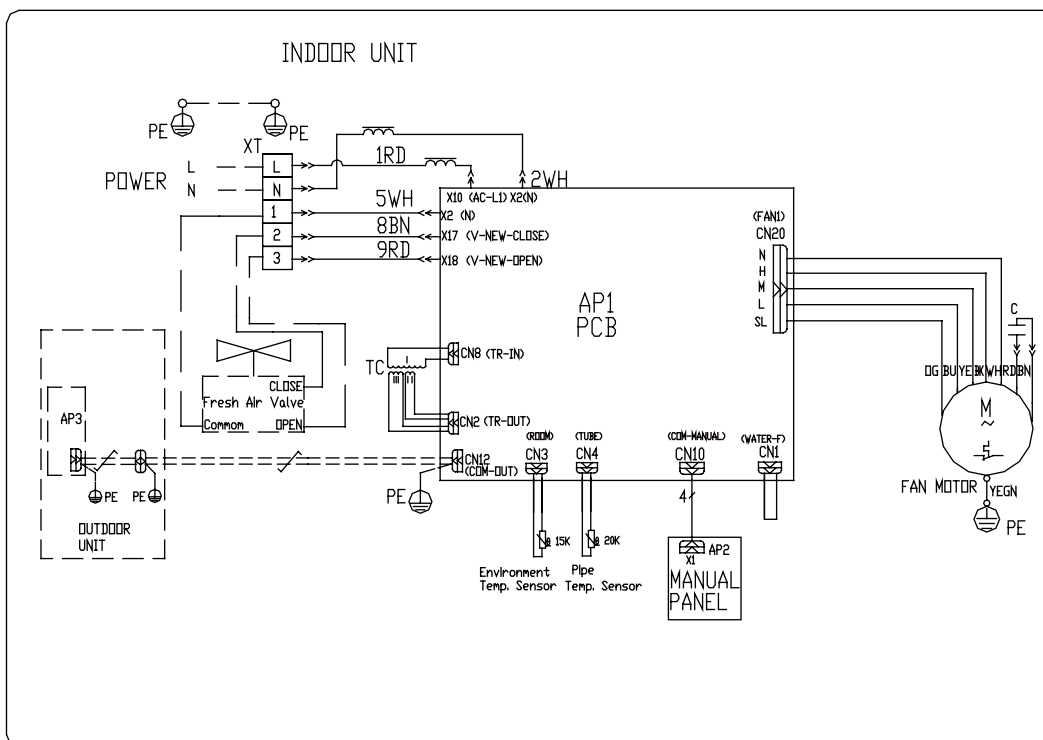 INDOOR UNIT
PE
PE
XT
POWER
L
N
L
N
1
2
3
1RD
2WH
5WH
8BN
9RD
X10 (AC-L1) X2(N)
X2 (N)
X17 (V-NEW-CLOSE)
X18 (V-NEW-OPEN)
(FAN1)
CN20
N
H
M
L
SL
AP1
PCB
C
TC
I
III
II
CN8 (TR-IN)
CN2 (TR-OUT)
CN12
(COM-OUT)
CLOSE
Fresh Air Valve
Commom OPEN
AP3
PE
PE
OUTDOOR
UNIT
PE
(ROOM)
CN3
(TUBE)
CN4
(COM-MANUAL)
CN10
(WATER-F)
CN1
θ 15K
θ 20K
Environment
Temp. Sensor
Pipe
Temp. Sensor
4
AP2
X1
MANUAL
PANEL
OG BU YE BK WH RD BN
M
~
FAN MOTOR
YEGN
PE